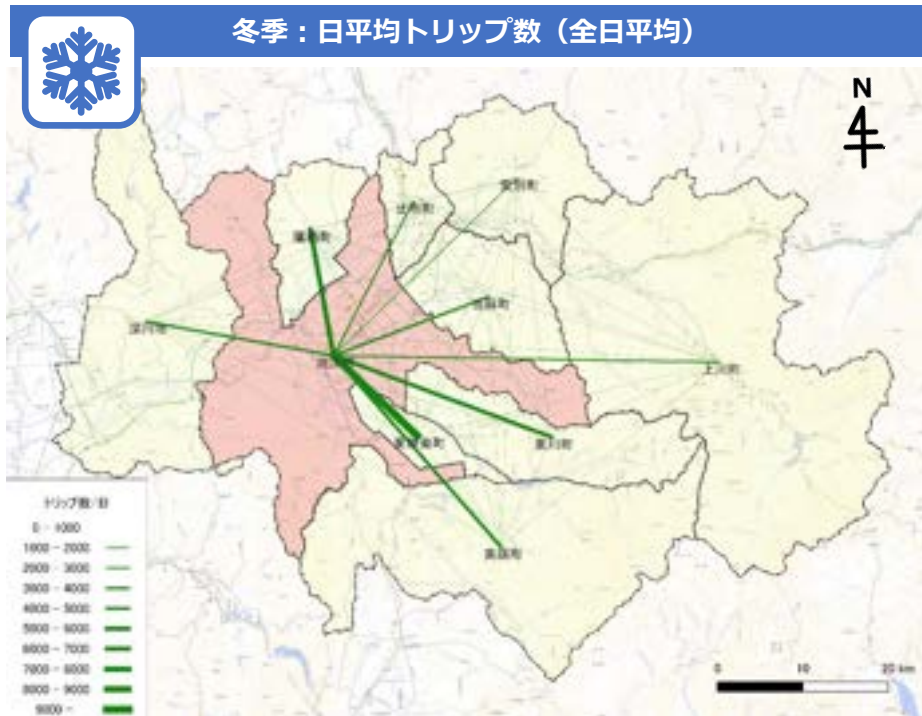 冬季：日平均トリップ数（全日平均）
N
比布町
愛別町
鷹栖町
当麻町
深川市
上川町
東神楽町
東川町
美瑛町
トリップ数/日
0 - 1000
1000 - 2000
2000 - 3000
3000 - 4000
4000 - 5000
5000 - 6000
6000 - 7000
7000 - 8000
8000 - 9000
9000 -
0 10 20 km